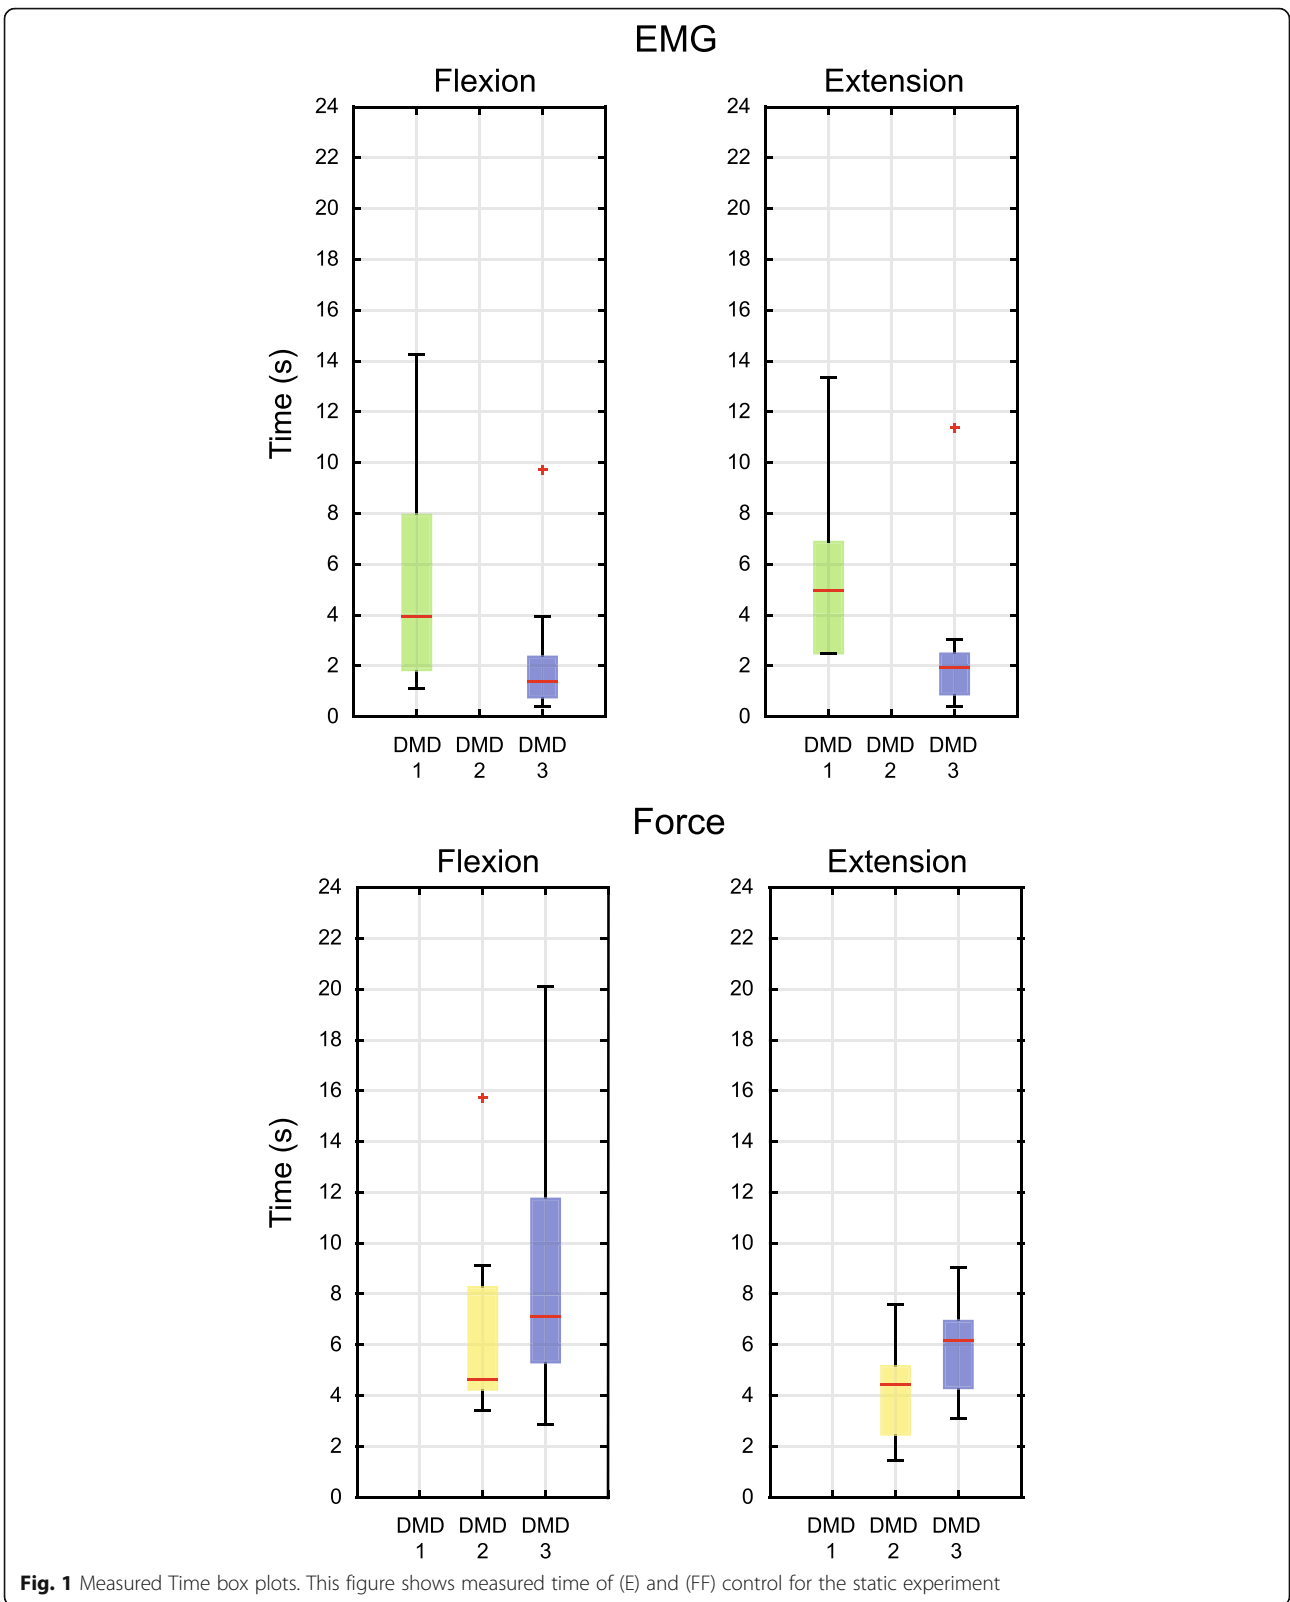 EMG
Flexion
Extension
24
22
20
18
16
14
12
10
8
6
4
2
0
Time (s)
DMD 1
DMD 2
DMD 3
24
22
20
18
16
14
12
10
8
6
4
2
0
DMD 1
DMD 2
DMD 3
Force
Flexion
Extension
24
22
20
18
16
14
12
10
8
6
4
2
0
Time (s)
DMD 1
DMD 2
DMD 3
24
22
20
18
16
14
12
10
8
6
4
2
0
DMD 1
DMD 2
DMD 3
Fig. 1 Measured Time box plots. This figure shows measured time of (E) and (FF) control for the static experiment